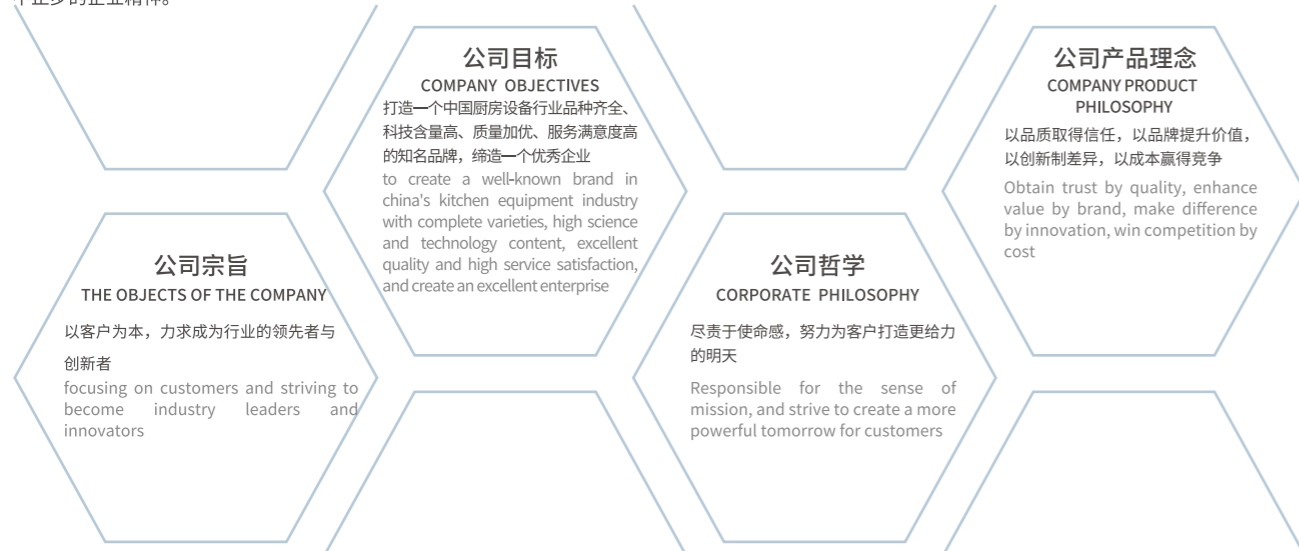 个止步的企业精神。
公司目标
COMPANY OBJECTIVES
打造一个中国厨房设备行业品种齐全、
科技含量高、质量加优、服务满意度高
的知名品牌，缔造一个优秀企业
to create a well-known brand in
china's kitchen equipment industry
with complete varieties, high science
and technology content, excellent
quality and high service satisfaction,
and create an excellent enterprise
公司产品理念
COMPANY PRODUCT
PHILOSOPHY
以品质取得信任，以品牌提升价值，
以创新制差异，以成本赢得竞争
Obtain trust by quality, enhance
value by brand, make difference
by innovation, win competition by
cost
公司宗旨
THE OBJECTS OF THE COMPANY
以客户为本，力求成为行业的领先者与
创新者
focusing on customers and striving to
become industry leaders and
innovators
公司哲学
CORPORATE PHILOSOPHY
尽责于使命感，努力为客户打造更给力
的明天
Responsible for the sense of
mission, and strive to create a more
powerful tomorrow for customers